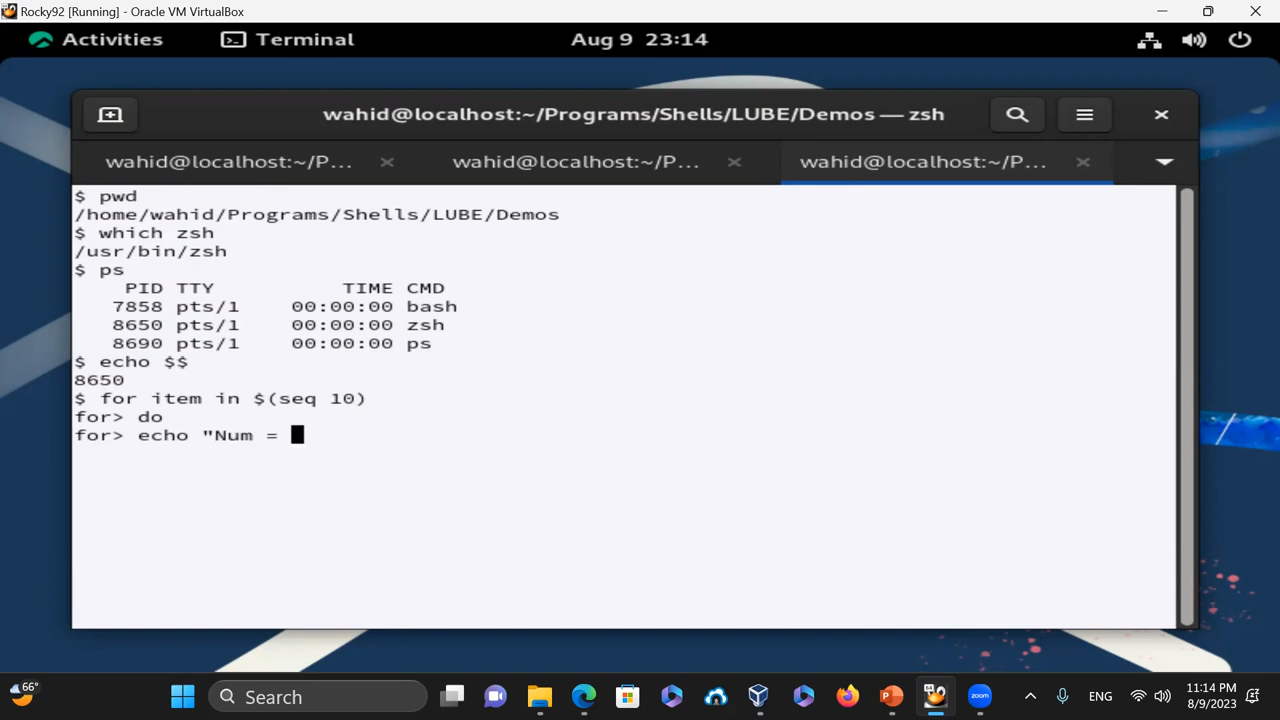 Rocky92 [Running] - Oracle VM VirtualBox
Activities Terminal Aug 9 23:14
wahid@localhost:~/Programs/Shells/LUBE/Demos — zsh
wahid@localhost:~/P... wahid@localhost:~/P... wahid@localhost:~/P...
$ pwd
/home/wahid/Programs/Shells/LUBE/Demos
$ which zsh
/usr/bin/zsh
$ ps
PID TTY TIME CMD
7858 pts/1 00:00:00 bash
8650 pts/1 00:00:00 zsh
8690 pts/1 00:00:00 ps
$ echo $$
8650
$ for item in $(seq 10)
for> do
for> echo "Num =
66° Search zoom ENG 11:14 PM
8/9/2023